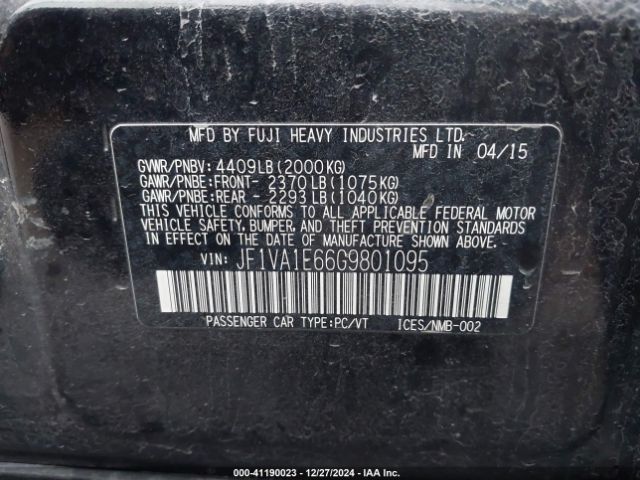 MFD BY FUJI HEAVY INDUSTRIES LTD.
MFD IN 04/15
GVWR/PNBV: 4409LB(2000KG)
GAWR/PNBE:FRONT- 2370LB(1075KG)
GAWR/PNBE:REAR - 2293LB(1040KG)
THIS VEHICLE CONFORMS TO ALL APPLICABLE FEDERAL MOTOR
VEHICLE SAFETY, BUMPER, AND THEFT PREVENTION STANDARDS
IN EFFECT ON THE DATE OF MANUFACTURE SHOWN ABOVE.
VIN: JF1VA1E66G9801095
PASSENGER CAR TYPE:PC/VT ICES/NMB-002
000-41190023 - 12/27/2024 - IAA Inc.